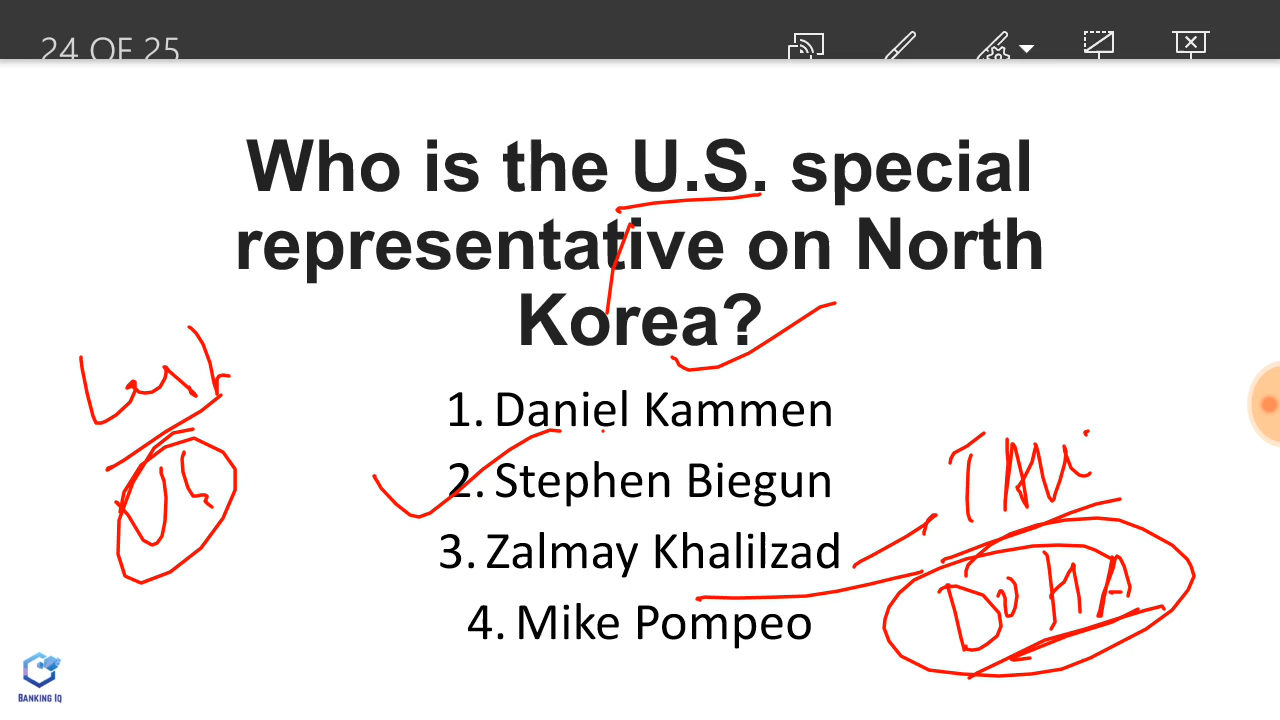 24 OF 25
Who is the U.S. special
representative on North
Korea?
1. Daniel Kammen
2. Stephen Biegun
3. Zalmay Khalilzad
4. Mike Pompeo
DOHA
BANKING IQ